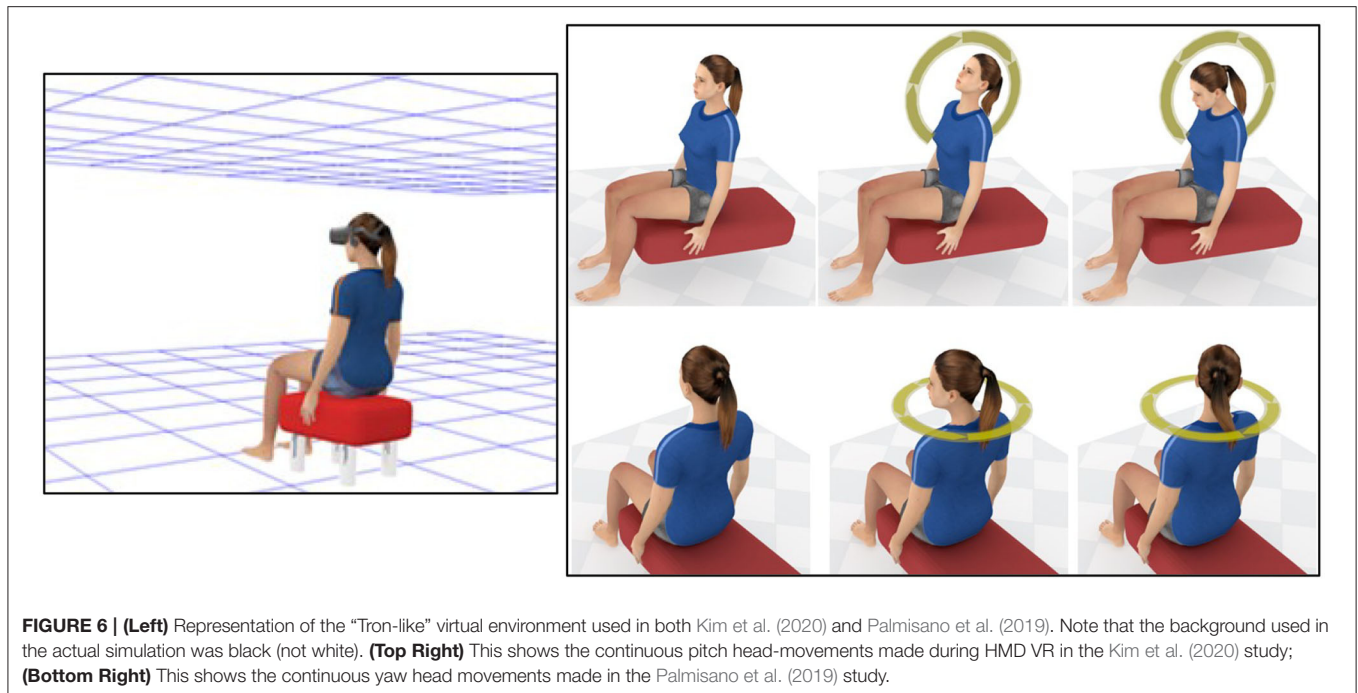 FIGURE 6 | (Left) Representation of the “Tron-like” virtual environment used in both Kim et al. (2020) and Palmisano et al. (2019). Note that the background used in
the actual simulation was black (not white). (Top Right) This shows the continuous pitch head-movements made during HMD VR in the Kim et al. (2020) study;
(Bottom Right) This shows the continuous yaw head movements made in the Palmisano et al. (2019) study.